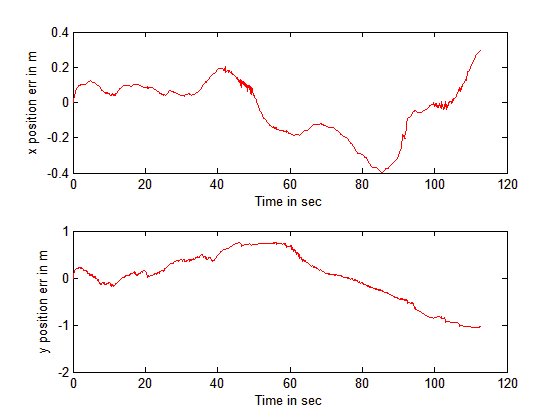 0.4
0.2
0
-0.2
-0.4
x position err in m
0 20 40 60 80 100 120
Time in sec
1
0
-1
-2
y position err in m
0 20 40 60 80 100 120
Time in sec